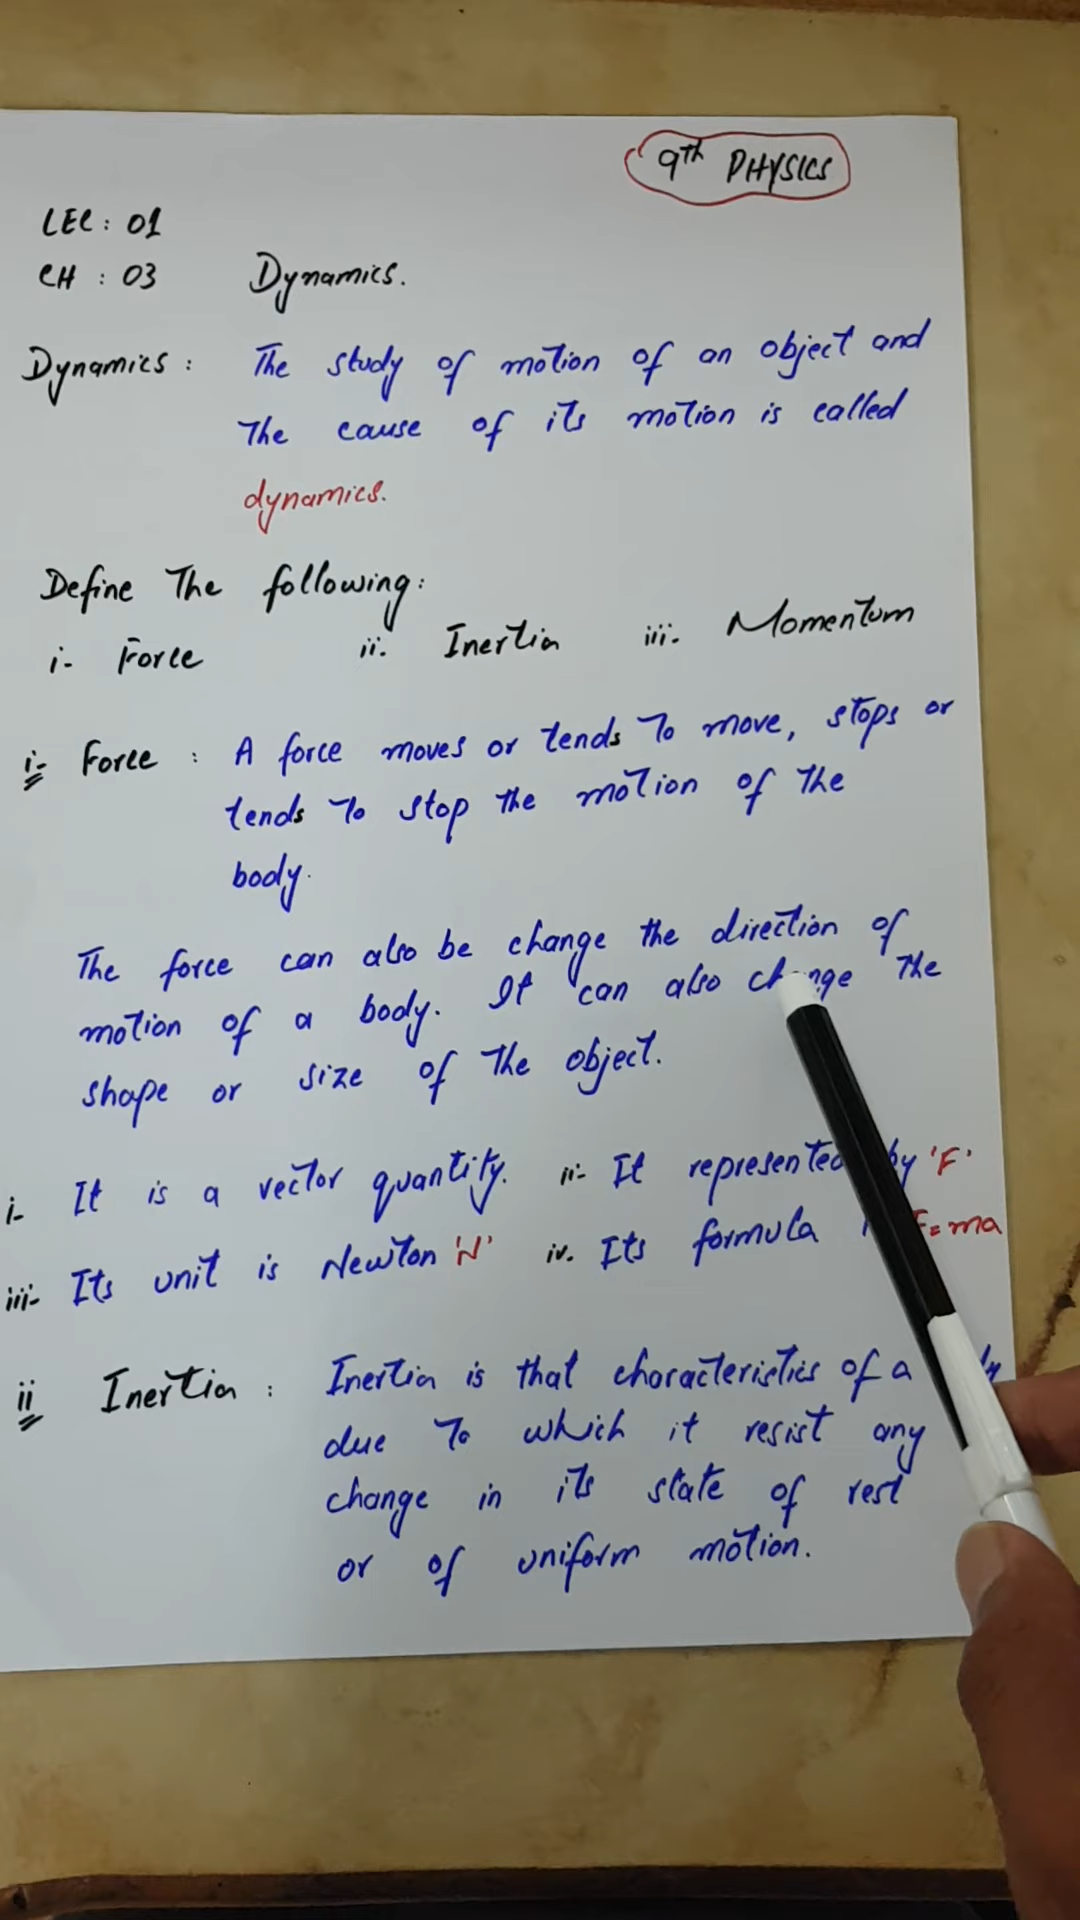 9th PHYSICS
LEC: 01
CH : 03 Dynamics.
Dynamics: The study of motion of an object and
The cause of its motion is called
dynamics.
Define The following:
i- Force ii- Inertia iii- Momentum
i- Force : A force moves or tends To move, stops or
tends To stop the motion of the
body.
The force can also be change the direction of
motion of a body. It can also change the
shape or size of the object.
i- It is a vector quantity. ii- It represented by 'F'
iii- Its unit is Newton 'N' iv. Its formula F=ma
ii Inertia : Inertia is that choracteristics of a
due To which it resist any
change in its state of rest
or of uniform motion.